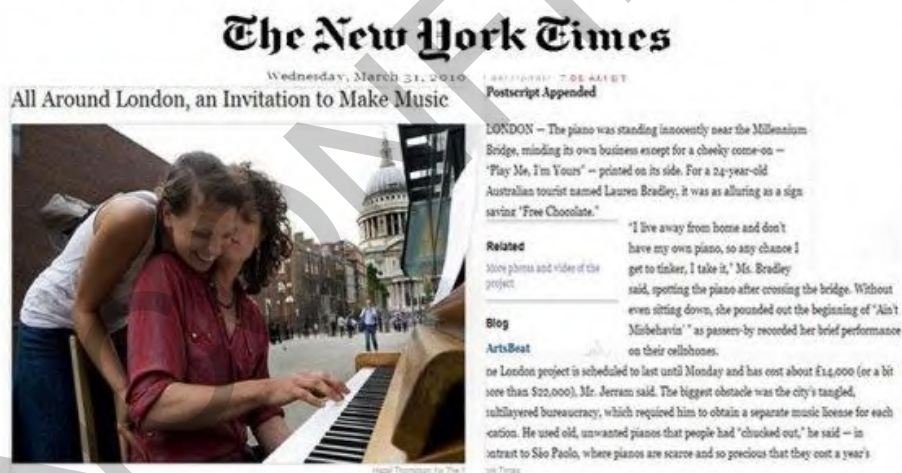 The New York Times
Wednesday, March 31, 2010
All Around London, an Invitation to Make Music
Postscript Appended
LONDON — The piano was standing innocently near the Millennium
Bridge, minding its own business except for a cheeky come-on —
"Play Me, I'm Yours" — printed on its side. For a 24-year-old
Australian tourist named Lauren Bradley, it was as alluring as a sign
saying "Free Chocolate."
"I live away from home and don't
have my own piano, so any chance I
get to tinker, I take it," Ms. Bradley
said, spotting the piano after crossing the bridge. Without
even sitting down, she pounded out the beginning of "Ain't
Misbehavin' " as passers-by recorded her brief performance
on their cellphones.
Related
More photos and video of the
project
Blog
ArtsBeat
ne London project is scheduled to last until Monday and has cost about £14,000 (or a bit
more than $22,000), Mr. Jerram said. The biggest obstacle was the city's tangled,
ultilayered bureaucracy, which required him to obtain a separate music license for each
cation. He used old, unwanted pianos that people had "chucked out," he said — in
ntrast to São Paolo, where pianos are scarce and so precious that they cost a year's